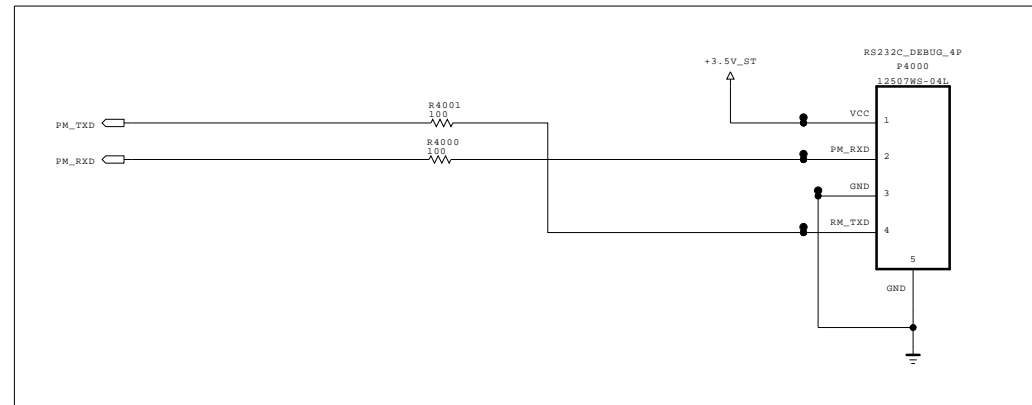 RS232C_DEBUG_4P
P4000
12507WS-04L
+3.5V_ST
R4001
100
PM_TXD
VCC
1
R4000
100
PM_RXD
PM_RXD
2
GND
3
RM_TXD
4
5
GND